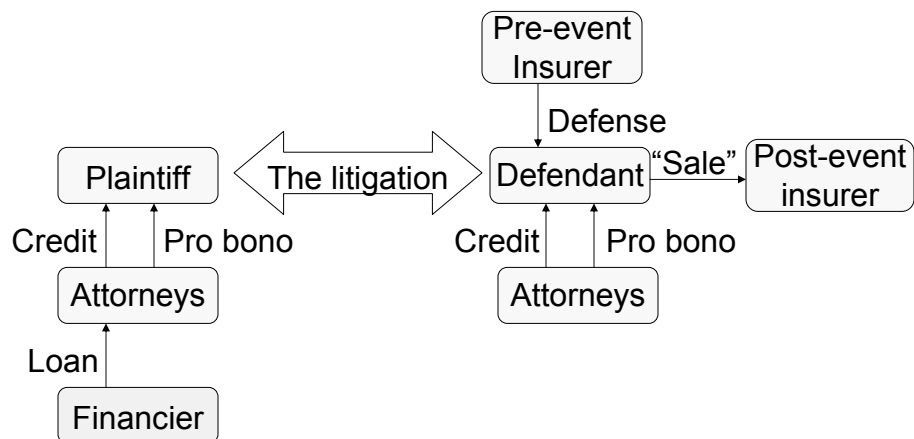 Pre-event
Insurer
Defense
Plaintiff
The litigation
Defendant
“Sale”
Post-event
insurer
Credit
Pro bono
Credit
Pro bono
Attorneys
Attorneys
Loan
Financier